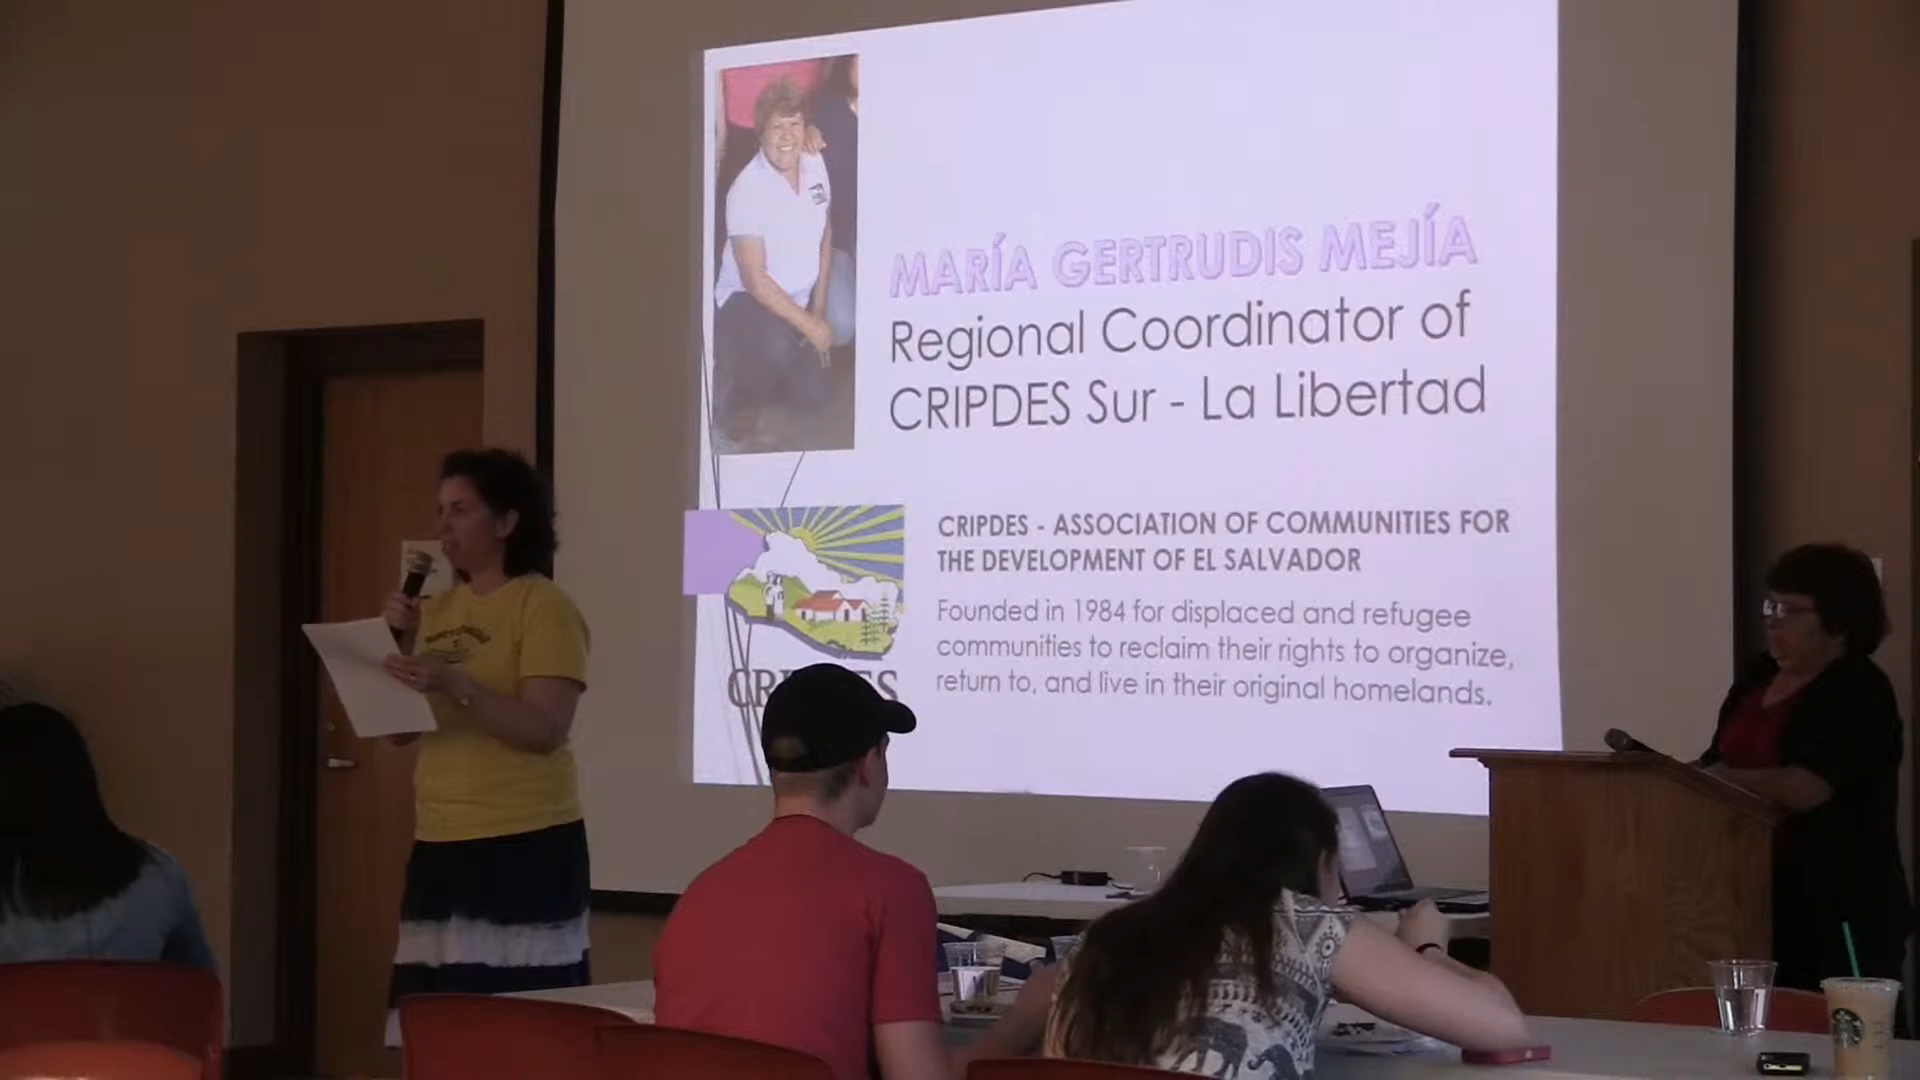 MARÍA GERTRUDIS MEJÍA
Regional Coordinator of
CRIPDES Sur - La Libertad
CRIPDES - ASSOCIATION OF COMMUNITIES FOR
THE DEVELOPMENT OF EL SALVADOR
Founded in 1984 for displaced and refugee
communities to reclaim their rights to organize,
return to, and live in their original homelands.